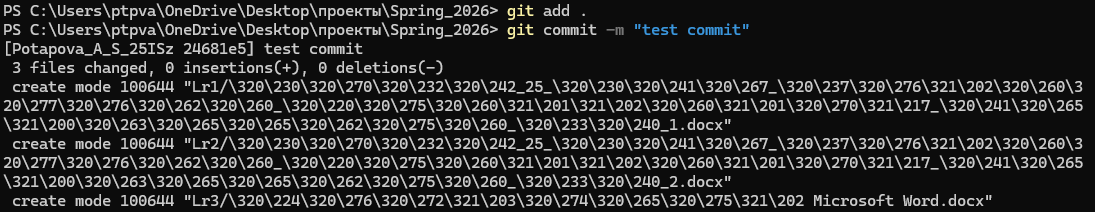 PS C:\Users\ptpva\OneDrive\Desktop\проекты\Spring_2026> git add .
PS C:\Users\ptpva\OneDrive\Desktop\проекты\Spring_2026> git commit -m "test commit"
[Potapova_A_S_25ISz 24681e5] test commit
 3 files changed, 0 insertions(+), 0 deletions(-)
 create mode 100644 "Lr1/\320\230\320\270\320\232\320\242_25_\320\230\320\241\320\267_\320\237\320\276\321\202\320\260\3
20\277\320\276\320\262\320\260_\320\220\320\275\320\260\321\201\321\202\320\260\321\201\320\270\321\217_\320\241\320\265
\321\200\320\263\320\265\320\265\320\262\320\275\320\260_\320\233\320\240_1.docx"
 create mode 100644 "Lr2/\320\230\320\270\320\232\320\242_25_\320\230\320\241\320\267_\320\237\320\276\321\202\320\260\3
20\277\320\276\320\262\320\260_\320\220\320\275\320\260\321\201\321\202\320\260\321\201\320\270\321\217_\320\241\320\265
\321\200\320\263\320\265\320\265\320\262\320\275\320\260_\320\233\320\240_2.docx"
 create mode 100644 "Lr3/\320\224\320\276\320\272\321\203\320\274\320\265\320\275\321\202 Microsoft Word.docx"